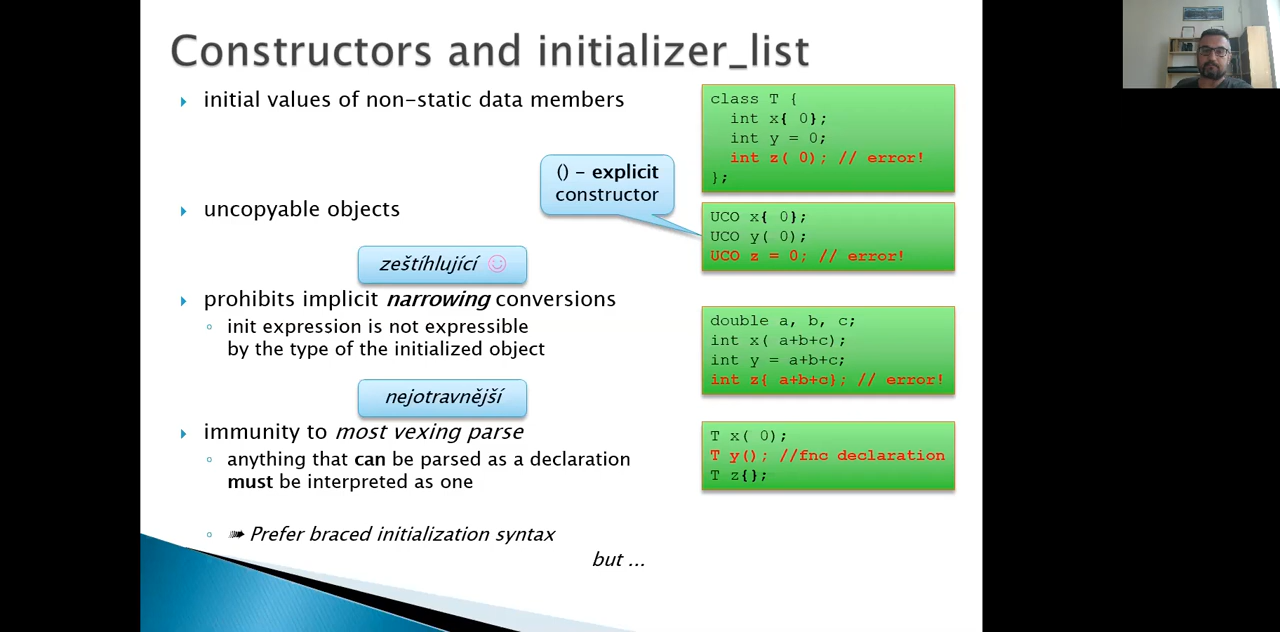 Constructors and initializer_list
initial values of non-static data members
class T {
int x{ 0};
int y = 0;
int z( 0); // error!
};
() - explicit
constructor
uncopyable objects
UCO x{ 0};
UCO y( 0);
UCO z = 0; // error!
zeštíhlující
prohibits implicit narrowing conversions
init expression is not expressible
by the type of the initialized object
double a, b, c;
int x( a+b+c);
int y = a+b+c;
int z{ a+b+c}; // error!
nejotravnější
immunity to most vexing parse
anything that can be parsed as a declaration
must be interpreted as one
T x( 0);
T y(); //fnc declaration
T z{};
➠ Prefer braced initialization syntax
but ...